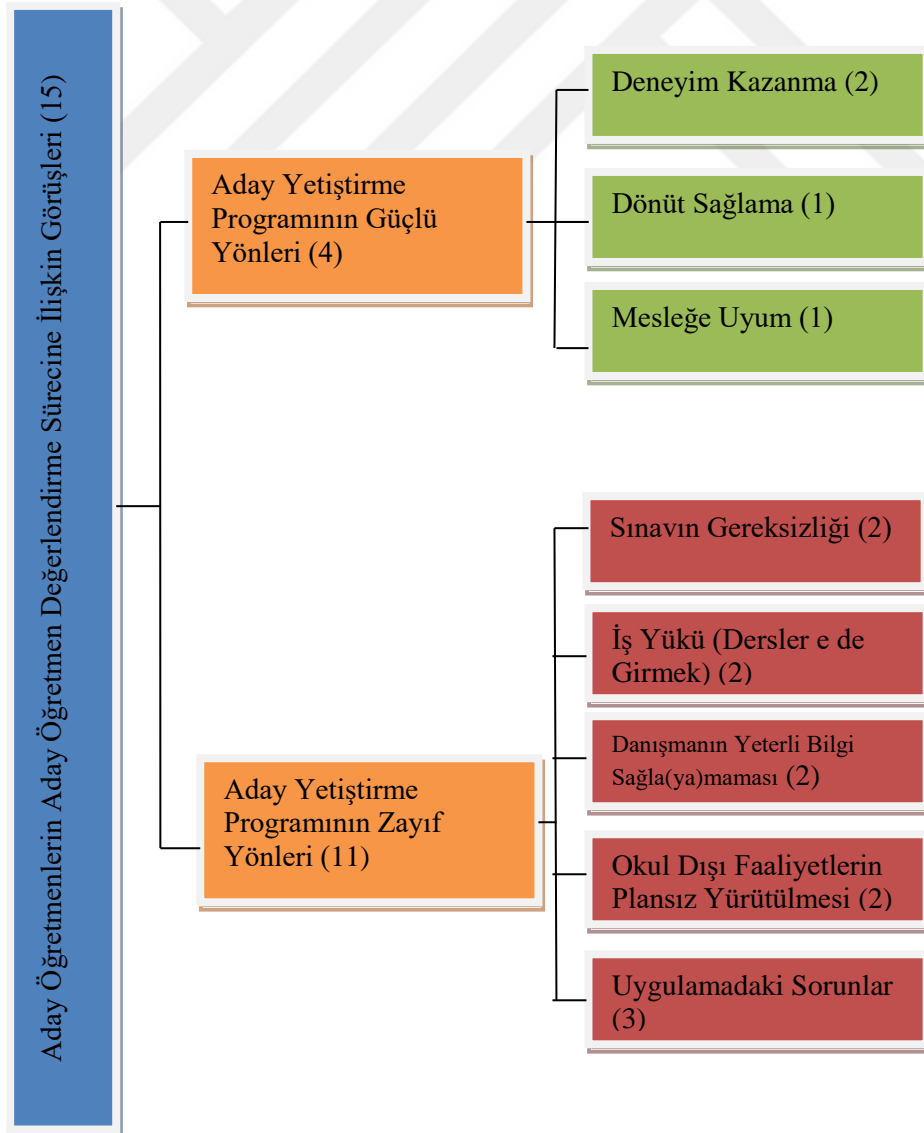 Aday Öğretmenlerin Aday Öğretmen Değerlendirme Sürecine İlişkin Görüşleri (15)
Aday Yetiştirme
Programının Güçlü
Yönleri (4)
Deneyim Kazanma (2)
Dönüt Sağlama (1)
Mesleğe Uyum (1)
Aday Yetiştirme
Programının Zayıf
Yönleri (11)
Sınavın Gereksizliği (2)
İş Yükü (Dersler e de
Girmek) (2)
Danışmanın Yeterli Bilgi
Sağla(ya)maması (2)
Okul Dışı Faaliyetlerin
Plansız Yürütülmesi (2)
Uygulamadaki Sorunlar
(3)